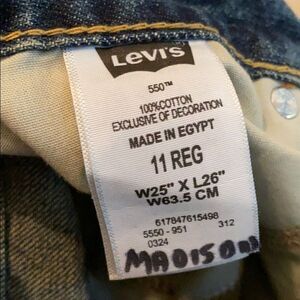 Levi's
550™
100%COTTON
EXCLUSIVE OF DECORATION
MADE IN EGYPT
11 REG
W25" X L26"
W63.5 CM
617847615498
5550 - 951 312
0324